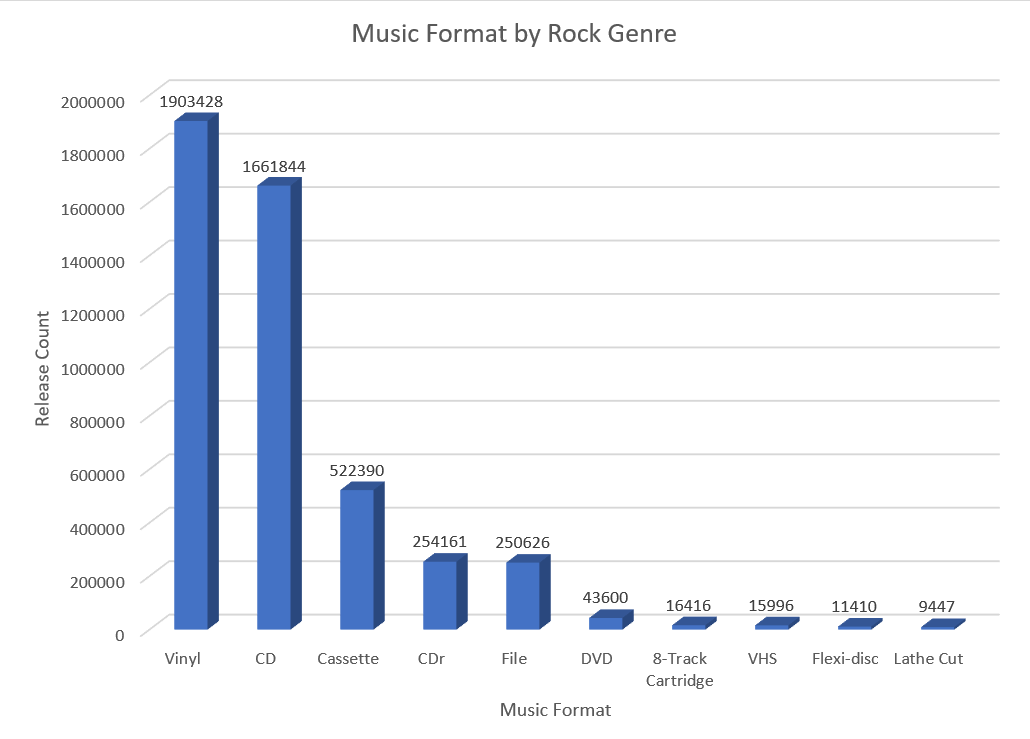 Music Format by Rock Genre
Release Count
2000000
1800000
1600000
1400000
1200000
1000000
800000
600000
400000
200000
0
1903428
1661844
522390
254161
250626
43600
16416
15996
11410
9447
Vinyl
CD
Cassette
CDr
File
DVD
8-Track
Cartridge
VHS
Flexi-disc
Lathe Cut
Music Format